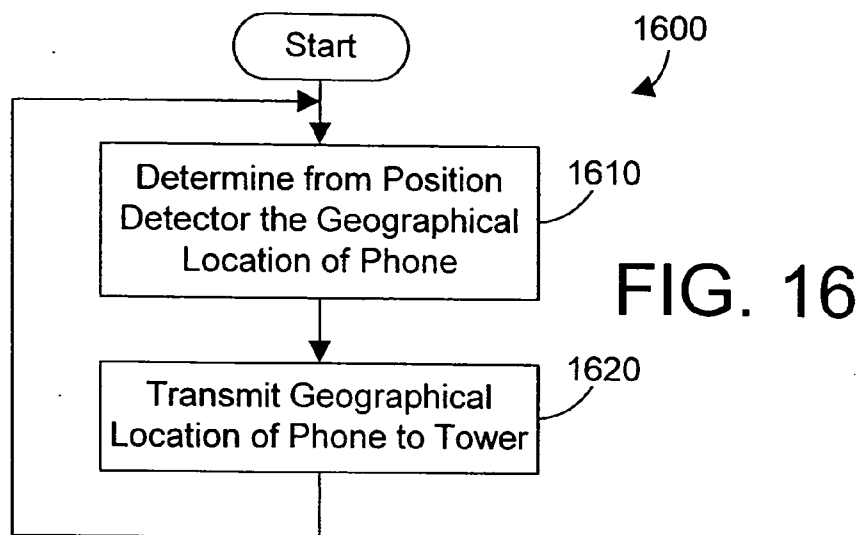 Start
1600
Determine from Position
Detector the Geographical
Location of Phone
1610
FIG. 16
Transmit Geographical
Location of Phone to Tower
1620